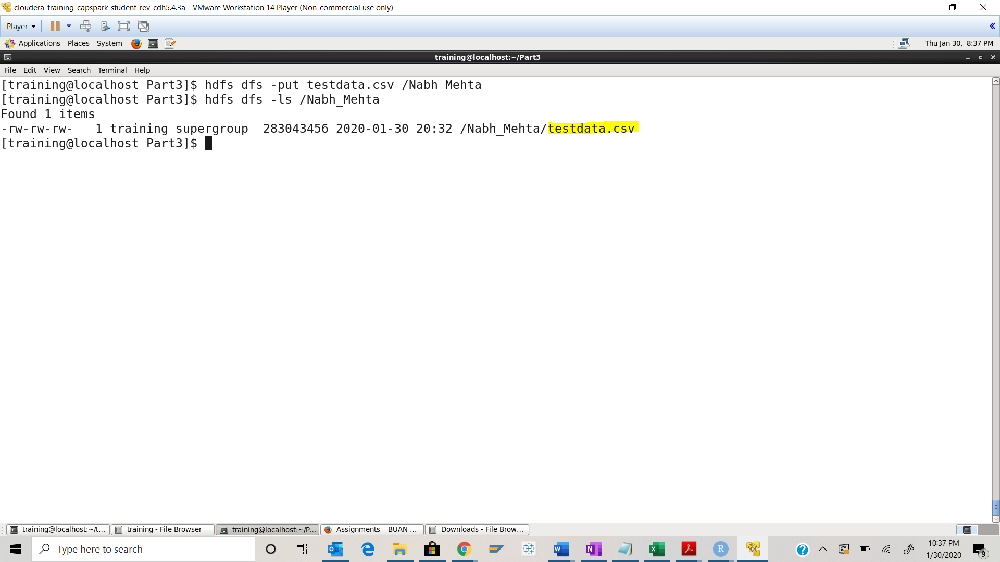 cloudera-training-capspark-student-rev_cdh5.4.3a - VMware Workstation 14 Player (Non-commercial use only)
Player
Applications Places System Thu Jan 30, 8:37 PM
training@localhost:~/Part3
File Edit View Search Terminal Help
[training@localhost Part3]$ hdfs dfs -put testdata.csv /Nabh_Mehta
[training@localhost Part3]$ hdfs dfs -ls /Nabh_Mehta
Found 1 items
-rw-rw-rw-   1 training supergroup  283043456 2020-01-30 20:32 /Nabh_Mehta/testdata.csv
[training@localhost Part3]$
training@localhost:~/t... training - File Browser training@localhost:~/P... Assignments – BUAN ... Downloads - File Brow...
Type here to search
10:37 PM
1/30/2020
9